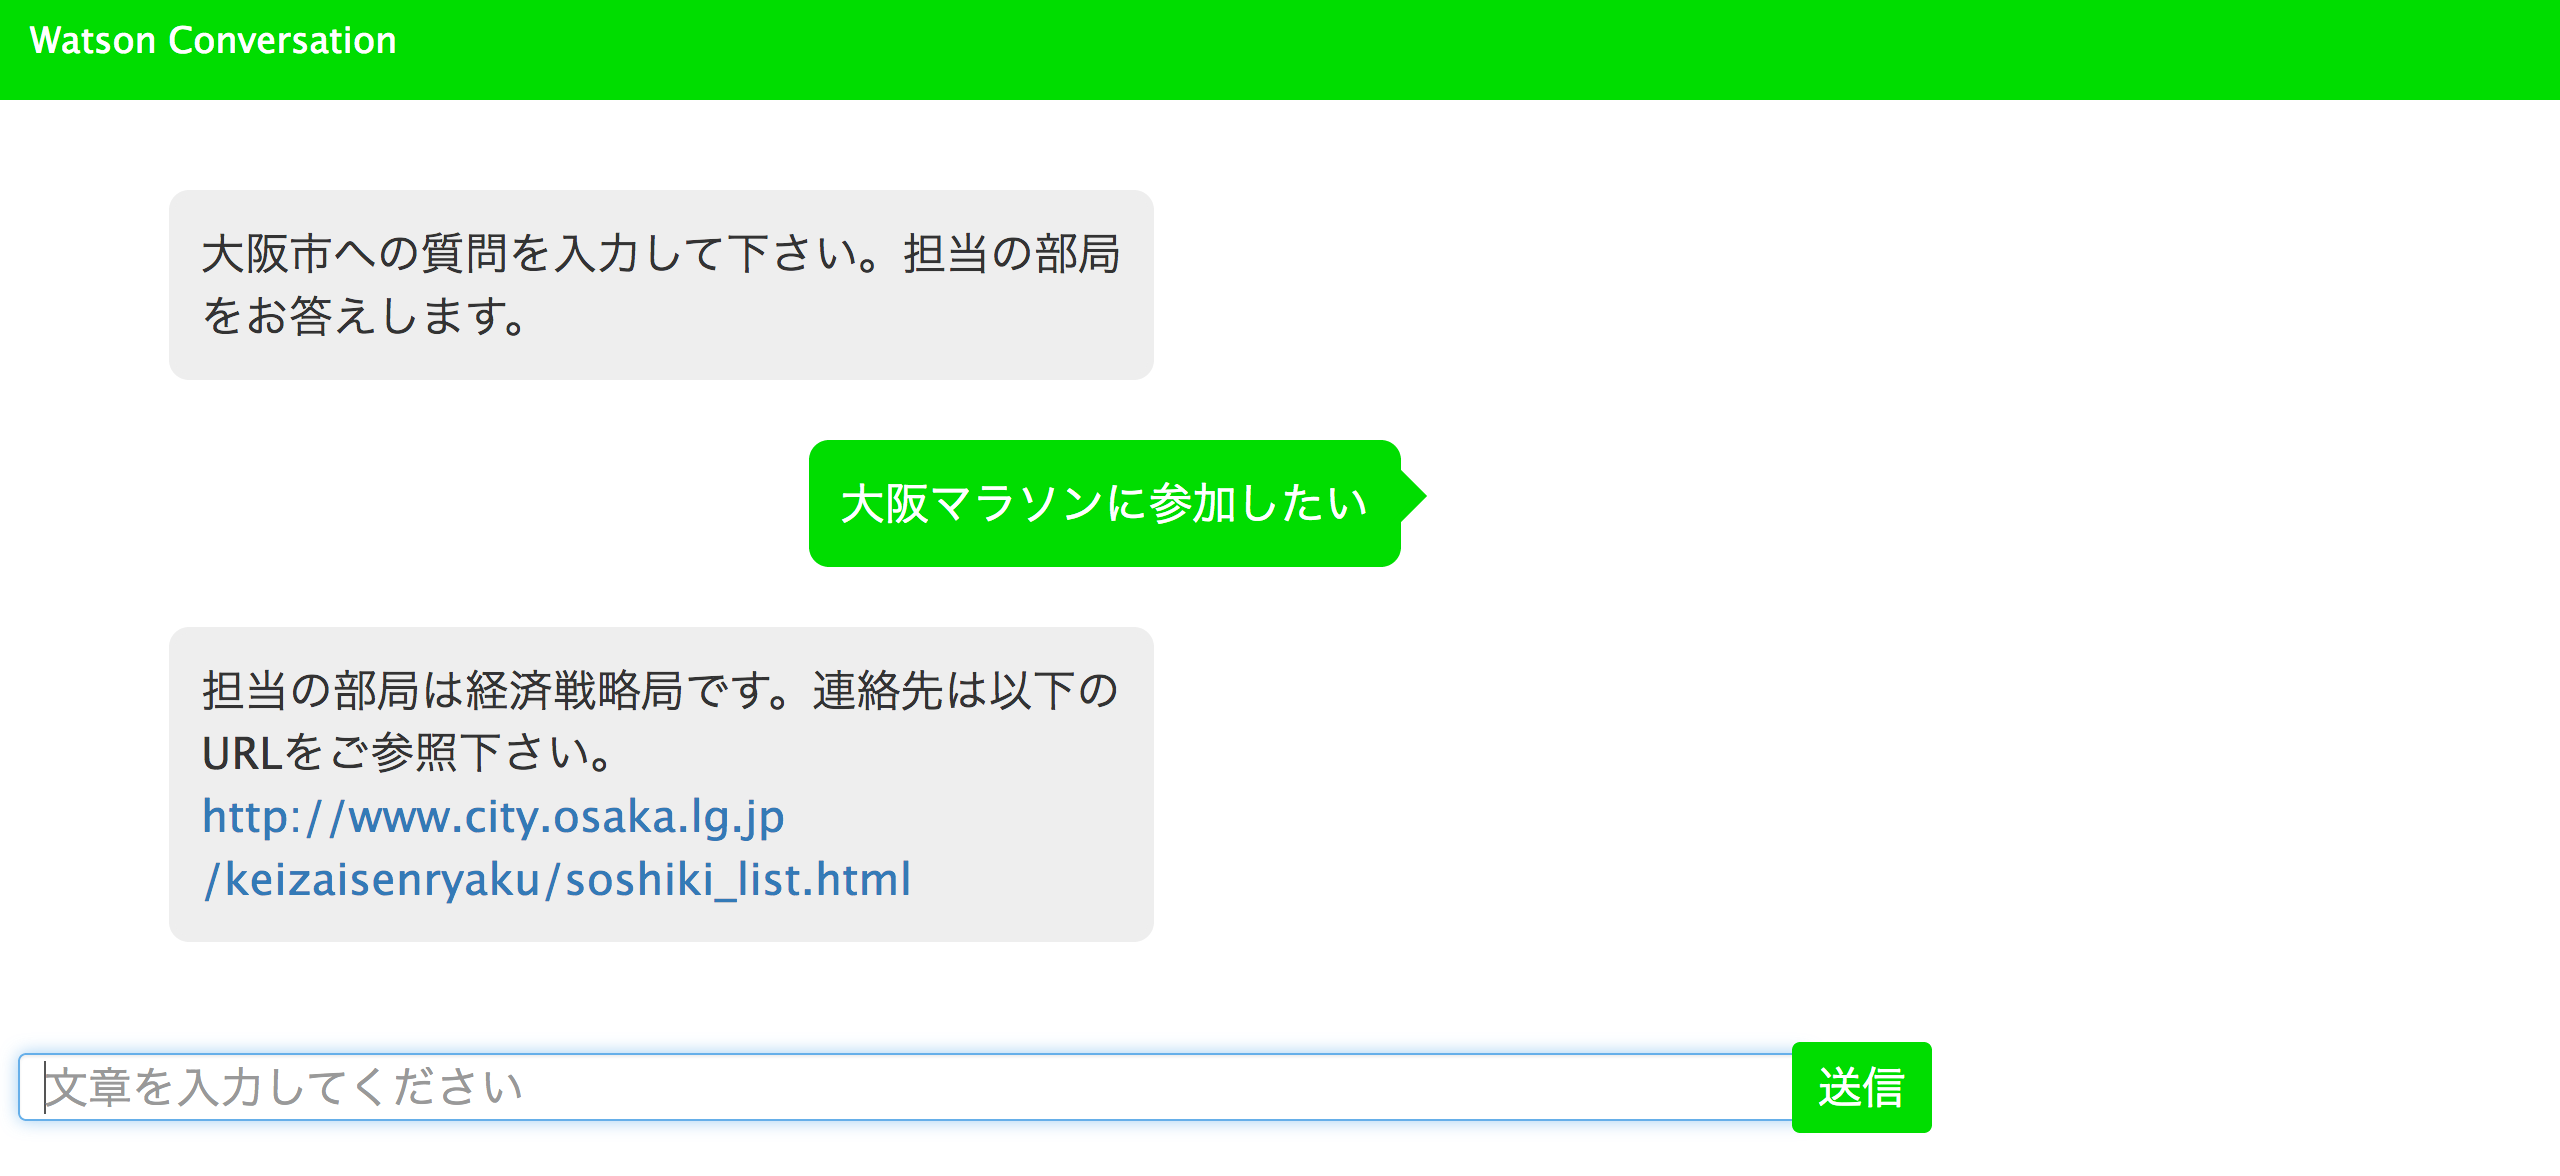 Watson Conversation
大阪市への質問を入力して下さい。担当の部局
をお答えします。
大阪マラソンに参加したい
担当の部局は経済戦略局です。連絡先は以下の
URLをご参照下さい。
http://www.city.osaka.lg.jp
/keizaisenryaku/soshiki_list.html
文章を入力してください
送信